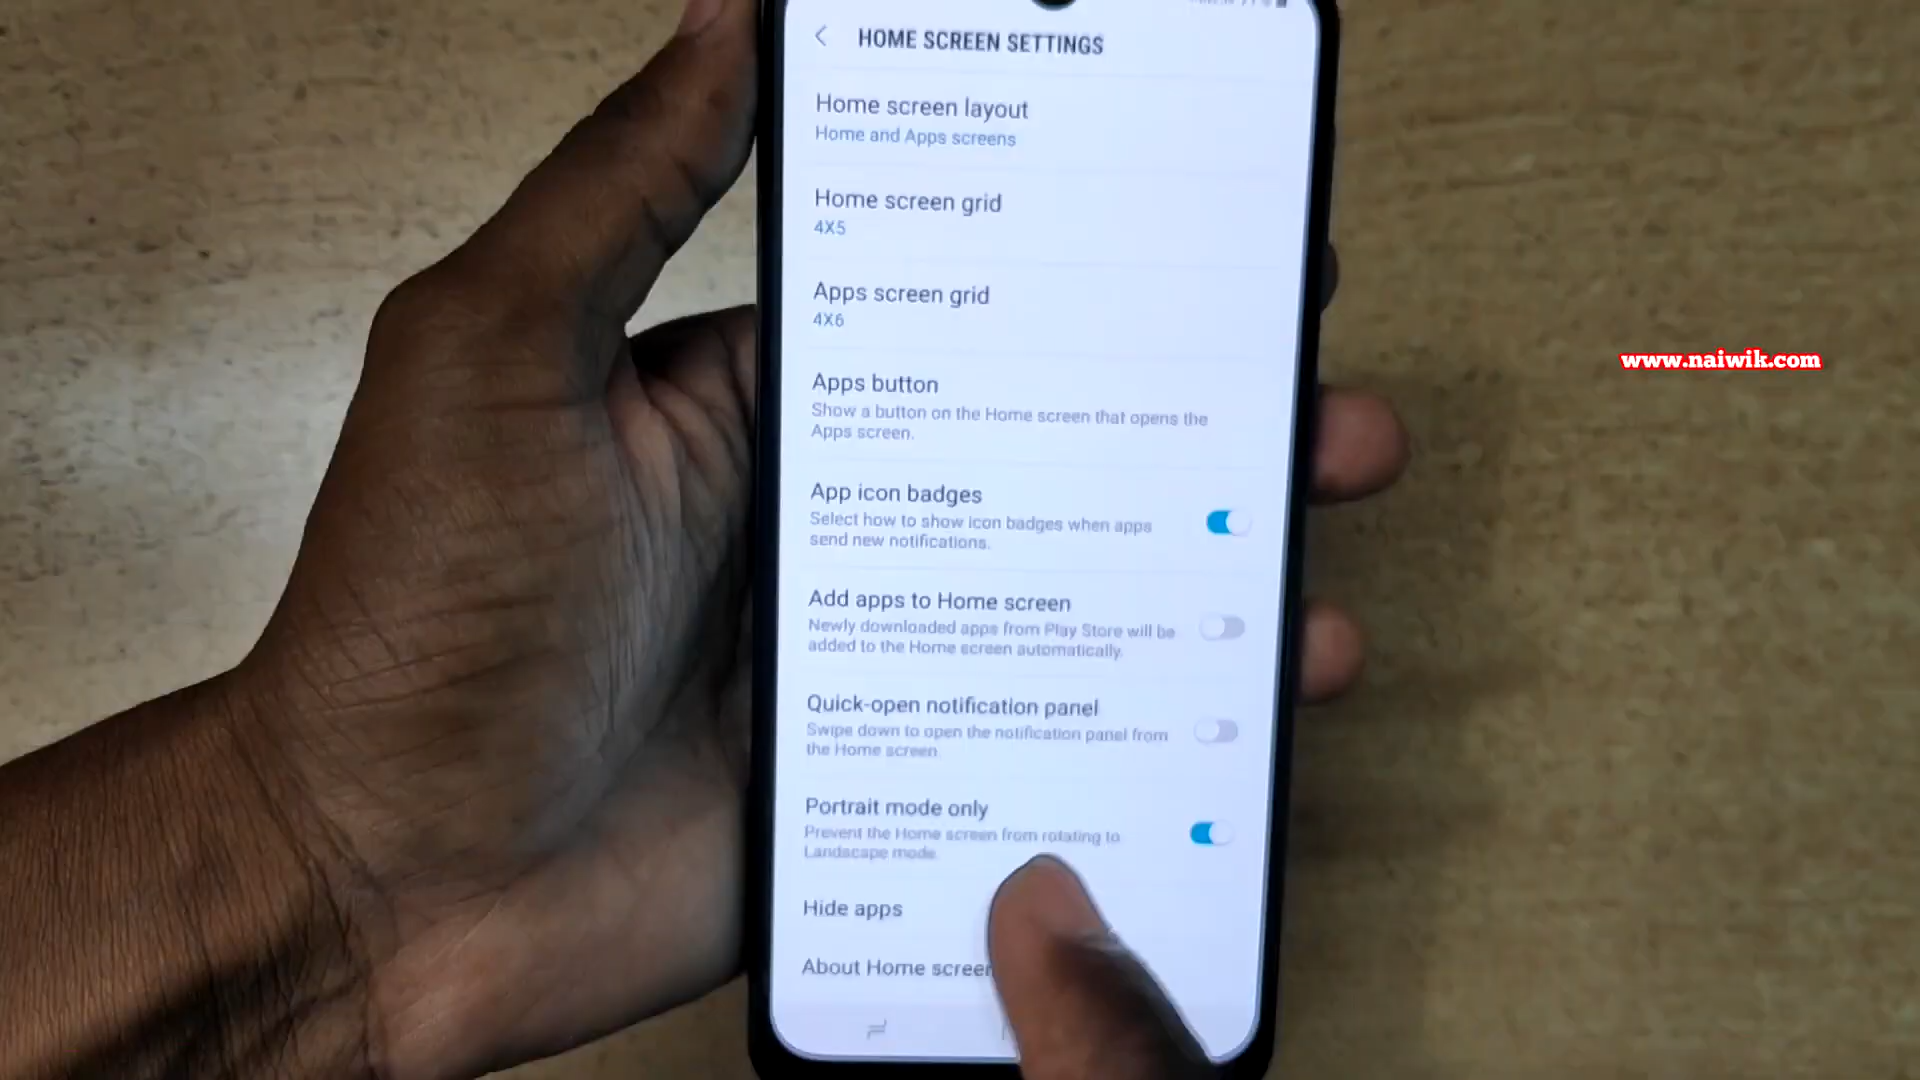 HOME SCREEN SETTINGS
Home screen layout
Home and Apps screens
Home screen grid
4X5
Apps screen grid
4X6
Apps button
Show a button on the Home screen that opens the
Apps screen.
App icon badges
Select how to show icon badges when apps
send new notifications.
Add apps to Home screen
Newly downloaded apps from Play Store will be
added to the Home screen automatically.
Quick-open notification panel
Swipe down to open the notification panel from
the Home screen.
Portrait mode only
Prevent the Home screen from rotating to
Landscape mode.
Hide apps
About Home screen
www.naiwik.com